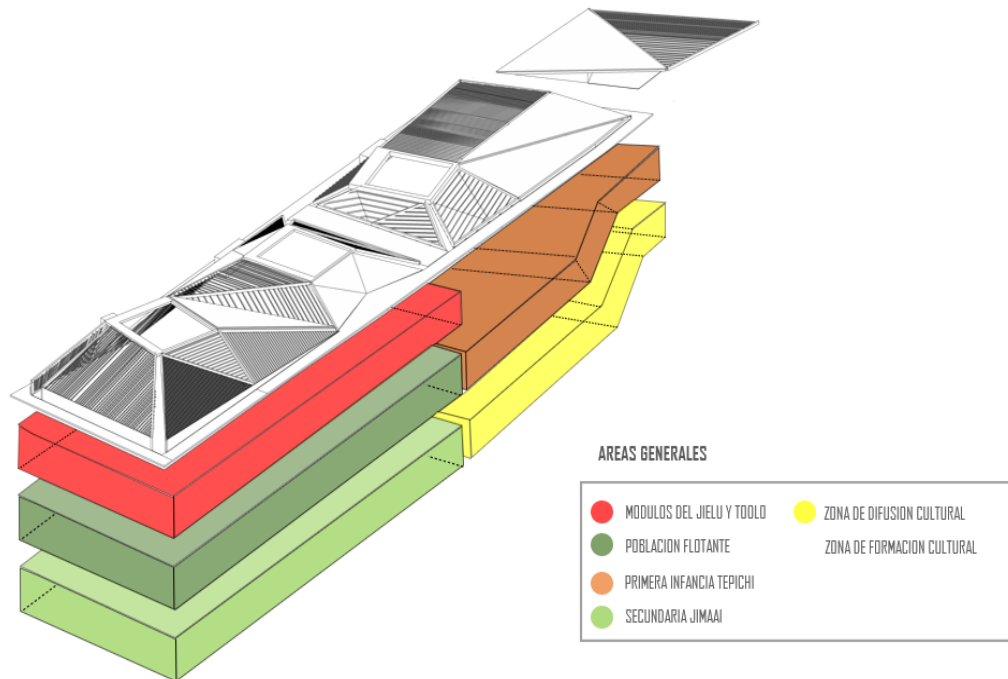 AREAS GENERALES
MODULOS DEL JIELU Y TOOLO
POBLACION FLOTANTE
PRIMERA INFANCIA TEPICHI
SECUNDARIA JIMAAI
ZONA DE DIFUSION CULTURAL
ZONA DE FORMACION CULTURAL